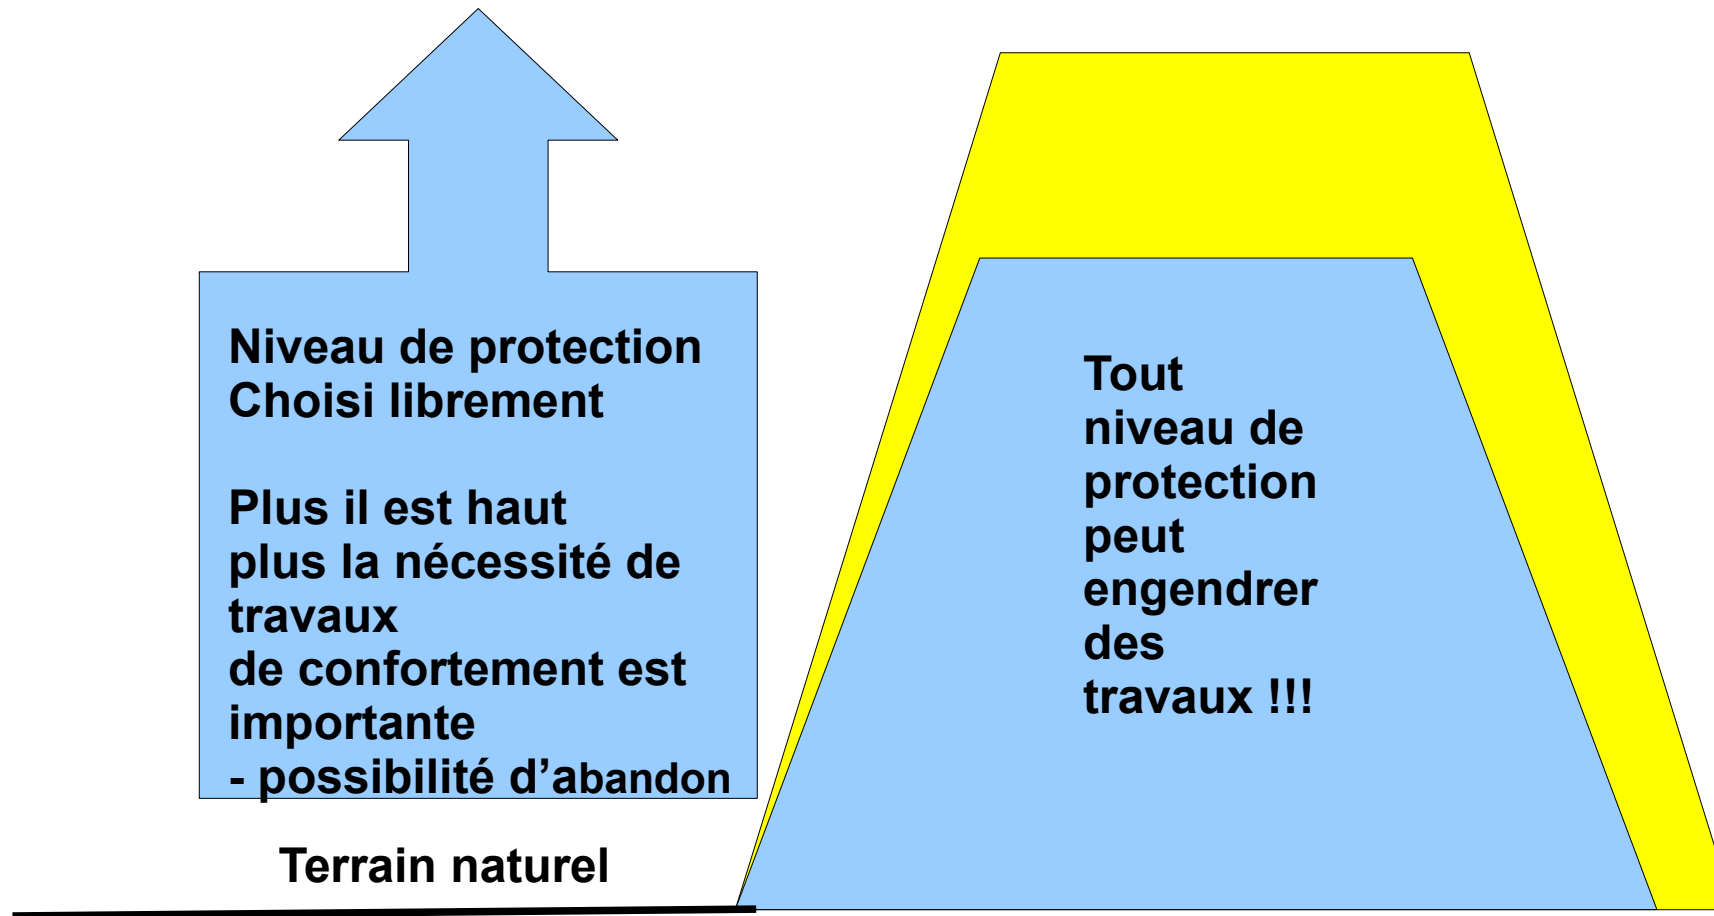 Niveau de protection
Choisi librement
Plus il est haut
plus la nécessité de
travaux
de confortement est
importante
- possibilité d’abandon
Tout
niveau de
protection
peut
engendrer
des
travaux !!!
Terrain naturel